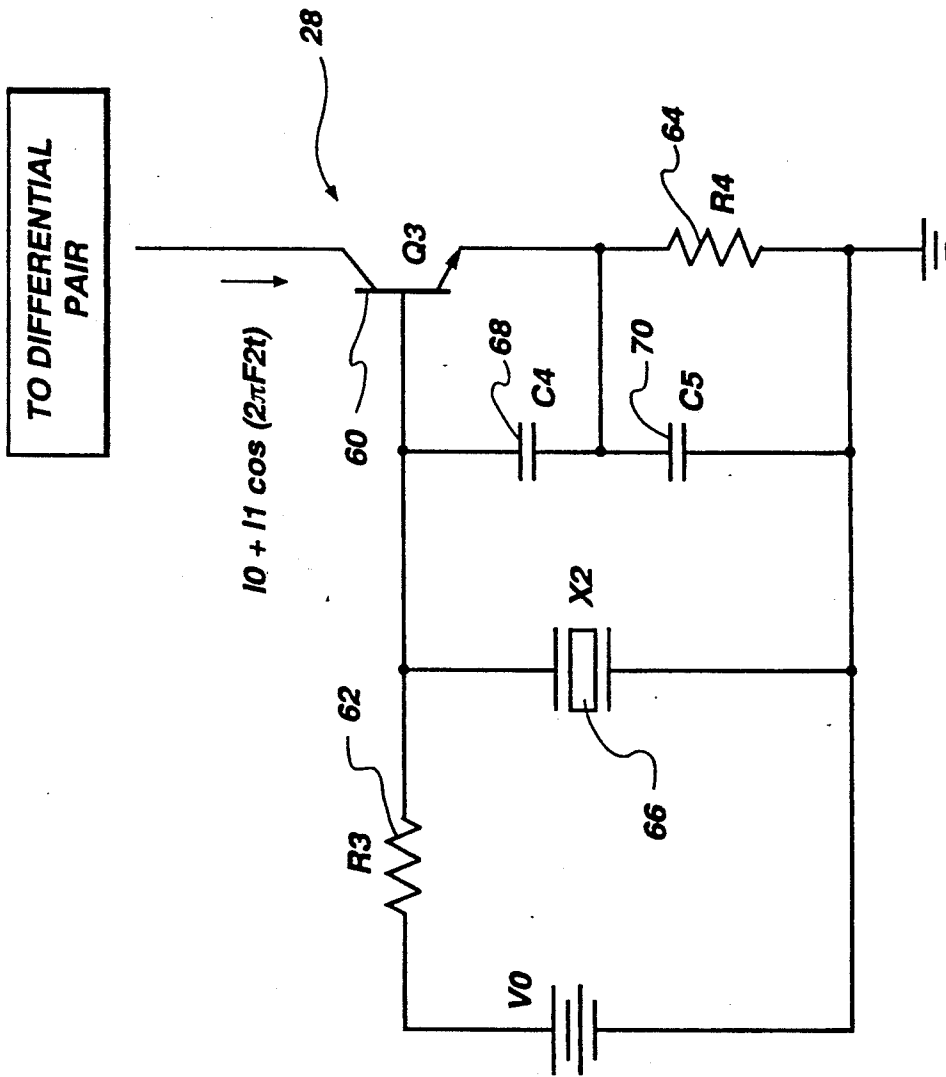 TO DIFFERENTIAL
PAIR
28
I0 + I1 cos (2πF2t)
Q3
60
68
C4
64
R4
70
C5
X2
62
R3
66
V0